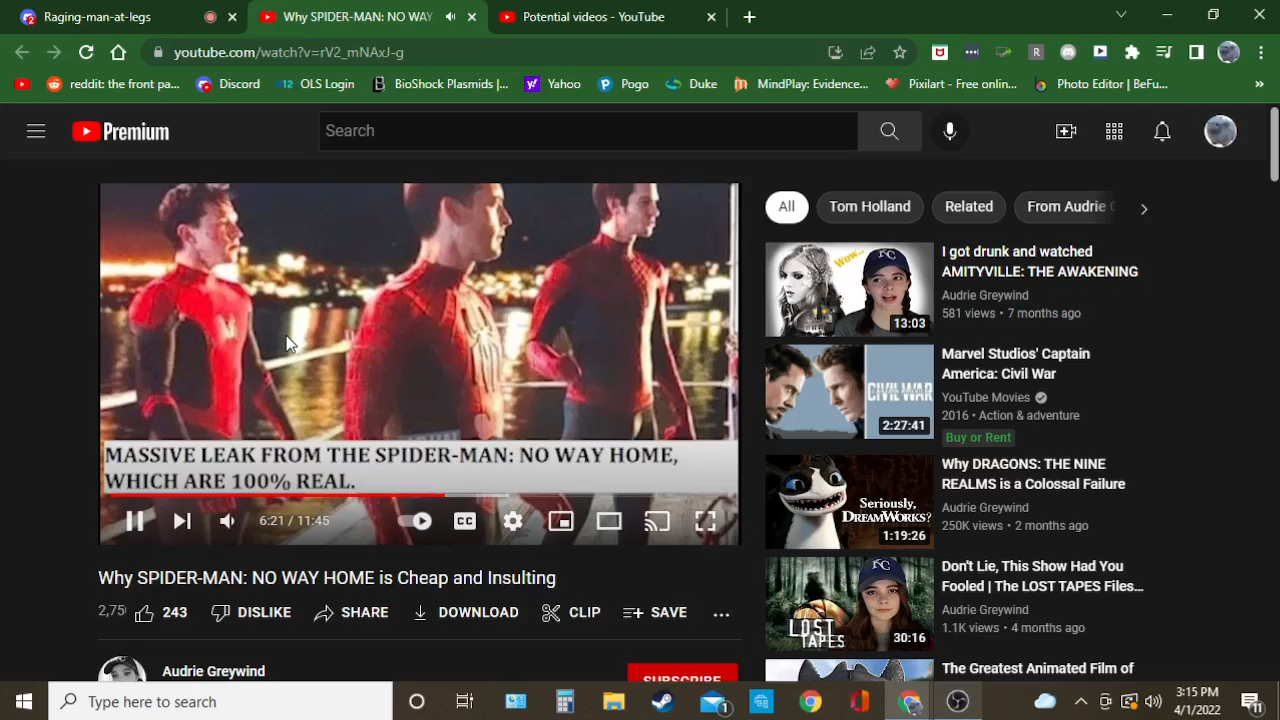 Raging-man-at-legs
Why SPIDER-MAN: NO WAY
Potential videos - YouTube
youtube.com/watch?v=rV2_mNAxJ-g
reddit: the front pa...
Discord
12 OLS Login
BioShock Plasmids |...
Yahoo
Pogo
Duke
MindPlay: Evidence...
Pixilart - Free onlin...
Photo Editor | BeFu...
Premium
Search
All
Tom Holland
Related
From Audrie G
I got drunk and watched
AMITYVILLE: THE AWAKENING
Audrie Greywind
581 views • 7 months ago
Wow..
KC
13:03
Marvel Studios' Captain
America: Civil War
YouTube Movies
2016 • Action & adventure
Buy or Rent
CIVIL WAR
2:27:41
Why DRAGONS: THE NINE
REALMS is a Colossal Failure
Audrie Greywind
250K views • 2 months ago
Seriously,
DREAMWORKS?
1:19:26
Don't Lie, This Show Had You
Fooled | The LOST TAPES Files...
Audrie Greywind
1.1K views • 4 months ago
KC
LOST
TAPES
30:16
The Greatest Animated Film of
MASSIVE LEAK FROM THE SPIDER-MAN: NO WAY HOME,
WHICH ARE 100% REAL.
6:21 / 11:45
CC
Why SPIDER-MAN: NO WAY HOME is Cheap and Insulting
243
DISLIKE
SHARE
DOWNLOAD
CLIP
SAVE
Audrie Greywind
SUBSCRIBE
Type here to search
1
3:15 PM
4/1/2022
11